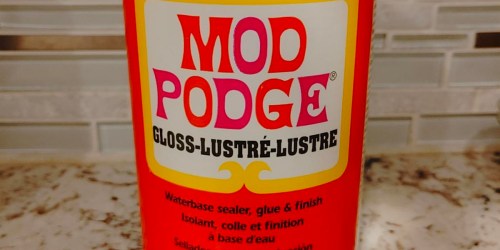 MOD
PODGE®
GLOSS-LUSTRÉ-LUSTRE
Waterbase sealer, glue & finish
Isolant, colle et finition
à base d'eau